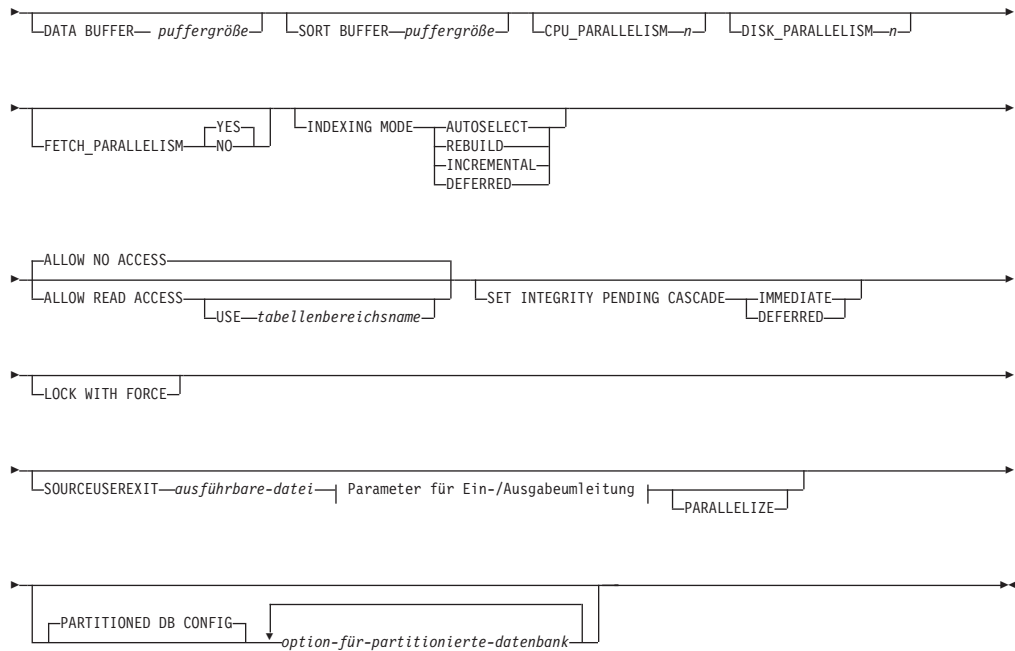 DATA BUFFER puffergröße SORT BUFFER puffergröße CPU_PARALLELISM n DISK_PARALLELISM n
YES
FETCH_PARALLELISM NO
INDEXING MODE AUTOSELECT
REBUILD
INCREMENTAL
DEFERRED
ALLOW NO ACCESS
ALLOW READ ACCESS
USE tabellenbereichsname
SET INTEGRITY PENDING CASCADE IMMEDIATE
DEFERRED
LOCK WITH FORCE
SOURCEUSEREXIT ausführbare-datei Parameter für Ein-/Ausgabeumleitung
PARALLELIZE
PARTITIONED DB CONFIG
option-für-partitionierte-datenbank